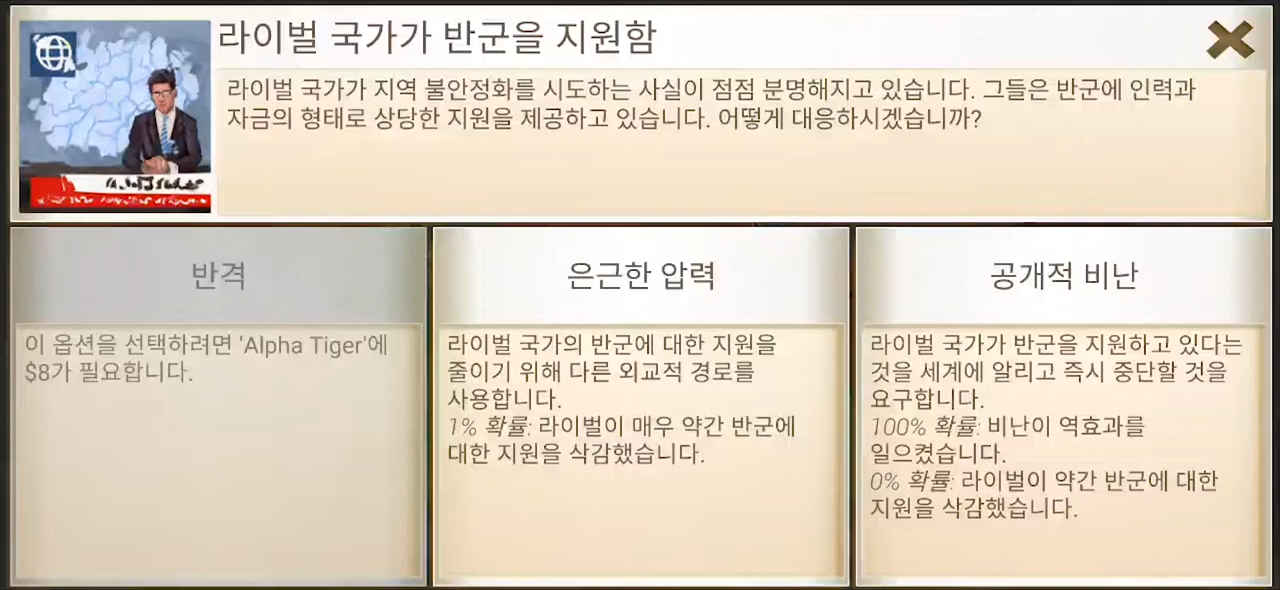 라이벌 국가가 반군을 지원함
라이벌 국가가 지역 불안정화를 시도하는 사실이 점점 분명해지고 있습니다. 그들은 반군에 인력과
자금의 형태로 상당한 지원을 제공하고 있습니다. 어떻게 대응하시겠습니까?
반격
이 옵션을 선택하려면 'Alpha Tiger'에
$8가 필요합니다.
은근한 압력
라이벌 국가의 반군에 대한 지원을
줄이기 위해 다른 외교적 경로를
사용합니다.
1% 확률: 라이벌이 매우 약간 반군에
대한 지원을 삭감했습니다.
공개적 비난
라이벌 국가가 반군을 지원하고 있다는
것을 세계에 알리고 즉시 중단할 것을
요구합니다.
100% 확률: 비난이 역효과를
일으켰습니다.
0% 확률: 라이벌이 약간 반군에 대한
지원을 삭감했습니다.